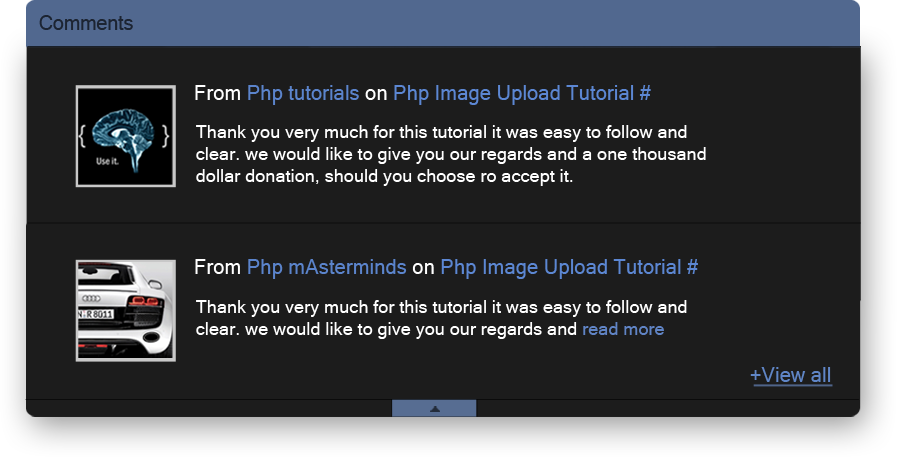 Comments
From Php tutorials on Php Image Upload Tutorial #
Thank you very much for this tutorial it was easy to follow and
clear. we would like to give you our regards and a one thousand
dollar donation, should you choose ro accept it.
{ }
Use it.
From Php mAsterminds on Php Image Upload Tutorial #
Thank you very much for this tutorial it was easy to follow and
clear. we would like to give you our regards and read more
N.R 8011
+View all